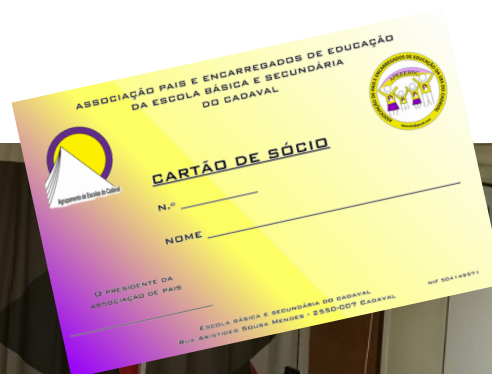 ASSOCIAÇÃO PAIS E ENCARREGADOS DE EDUCAÇÃO
DA ESCOLA BÁSICA E SECUNDÁRIA
DO CADAVAL
Agrupamento de Escolas do Cadaval
CARTÃO DE SÓCIO
N.º
NOME
O PRESIDENTE DA
ASSOCIAÇÃO DE PAIS
ESCOLA BÁSICA E SECUNDÁRIA DO CADAVAL
RUA ARISTIDES SOUSA MENDES - 2550-007 CADAVAL
NIF 504149571